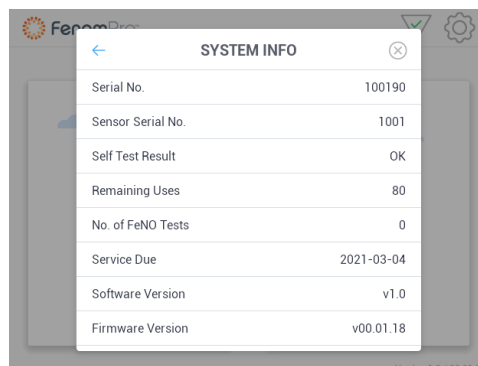 FenomPro
SYSTEM INFO
Serial No. 100190
Sensor Serial No. 1001
Self Test Result OK
Remaining Uses 80
No. of FeNO Tests 0
Service Due 2021-03-04
Software Version v1.0
Firmware Version v00.01.18